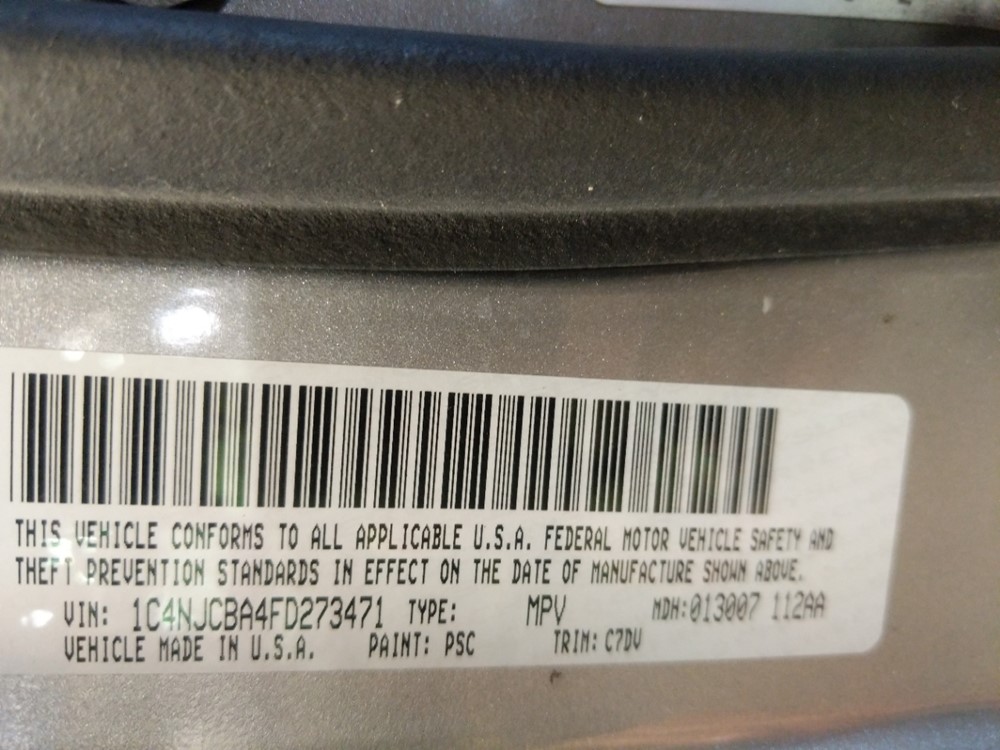 THIS VEHICLE CONFORMS TO ALL APPLICABLE U.S.A. FEDERAL MOTOR VEHICLE SAFETY AND
THEFT PREVENTION STANDARDS IN EFFECT ON THE DATE OF MANUFACTURE SHOWN ABOVE.
VIN: 1C4NJCBA4FD273471 TYPE: MPV MDH:013007 112AA
VEHICLE MADE IN U.S.A. PAINT: PSC TRIM: C7DV